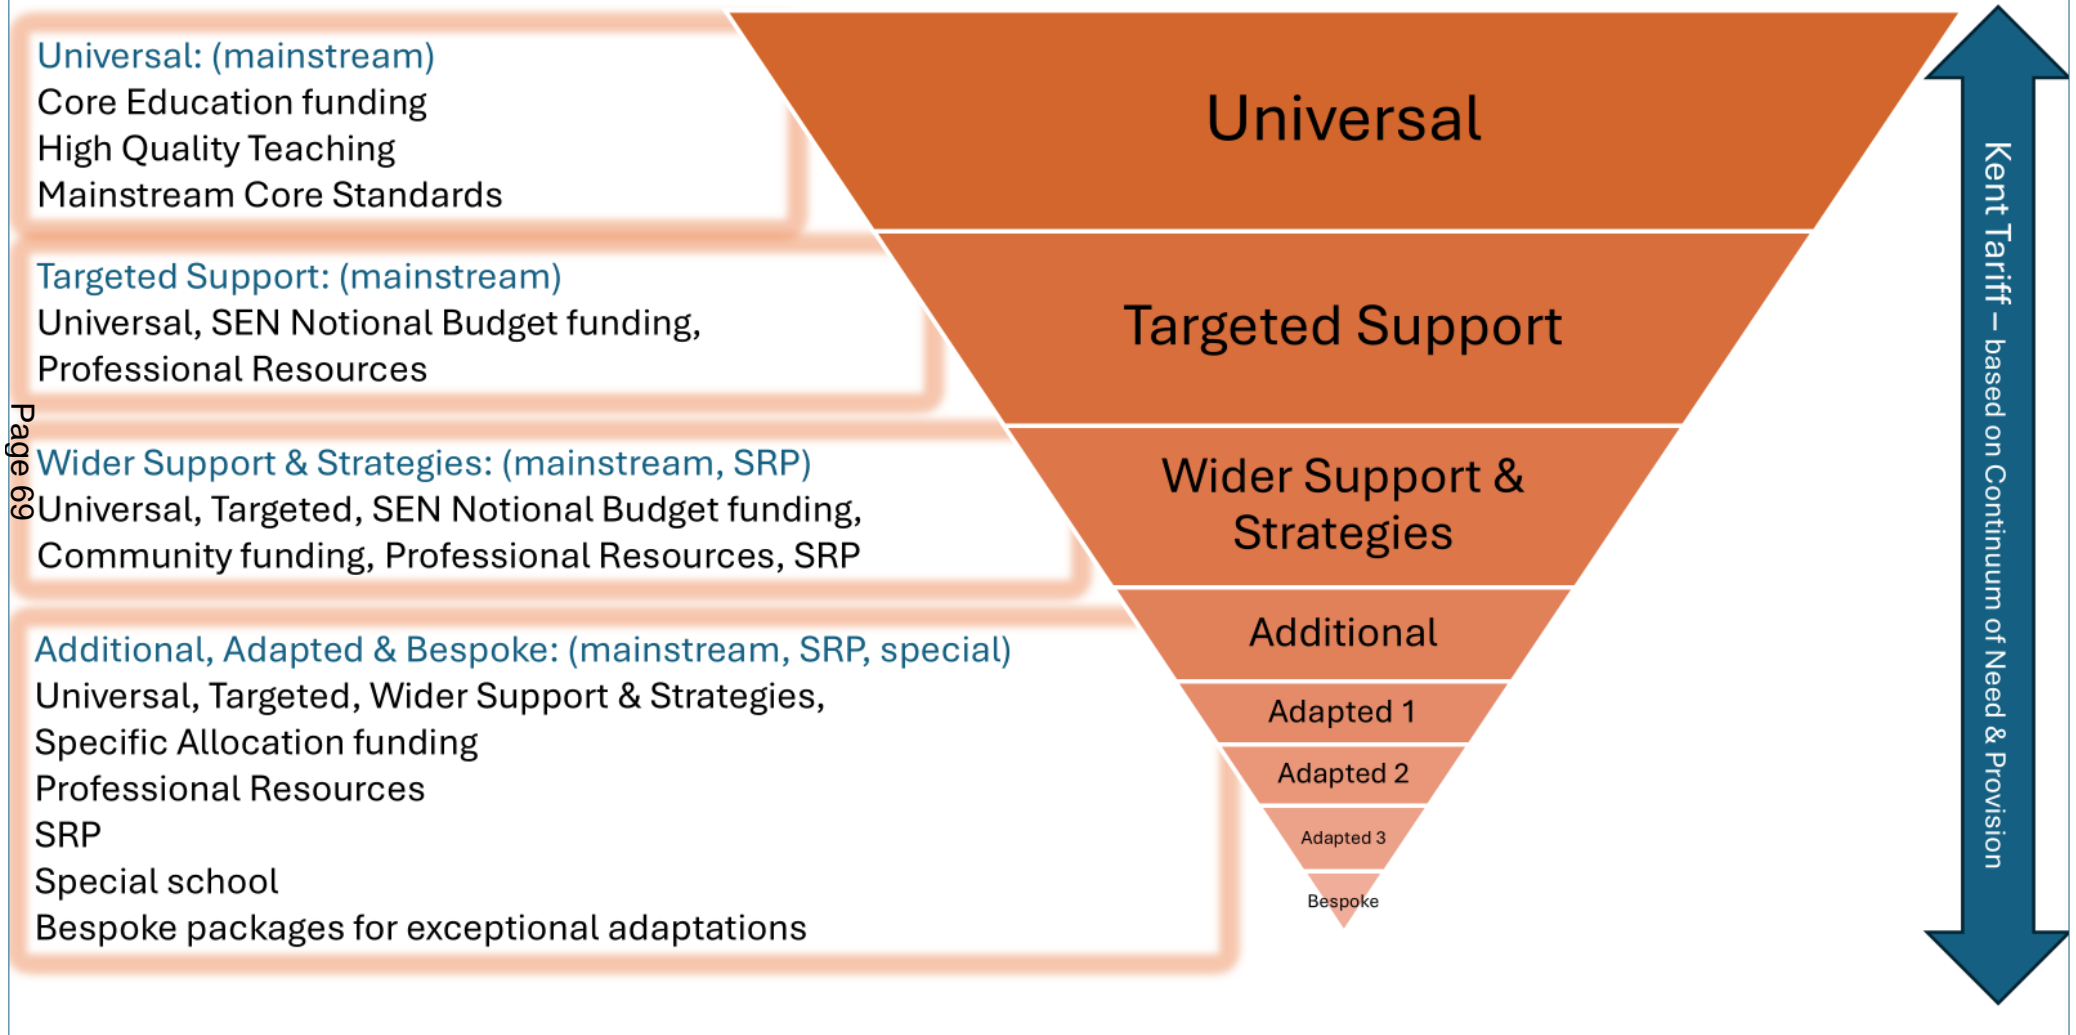 Universal: (mainstream)
Core Education funding
High Quality Teaching
Mainstream Core Standards
Targeted Support: (mainstream)
Universal, SEN Notional Budget funding,
Professional Resources
Wider Support & Strategies: (mainstream, SRP)
Universal, Targeted, SEN Notional Budget funding,
Community funding, Professional Resources, SRP
Additional, Adapted & Bespoke: (mainstream, SRP, special)
Universal, Targeted, Wider Support & Strategies,
Specific Allocation funding
Professional Resources
SRP
Special school
Bespoke packages for exceptional adaptations
Page 69
Universal
Targeted Support
Wider Support &
Strategies
Additional
Adapted 1
Adapted 2
Adapted 3
Bespoke
Kent Tariff – based on Continuum of Need & Provision